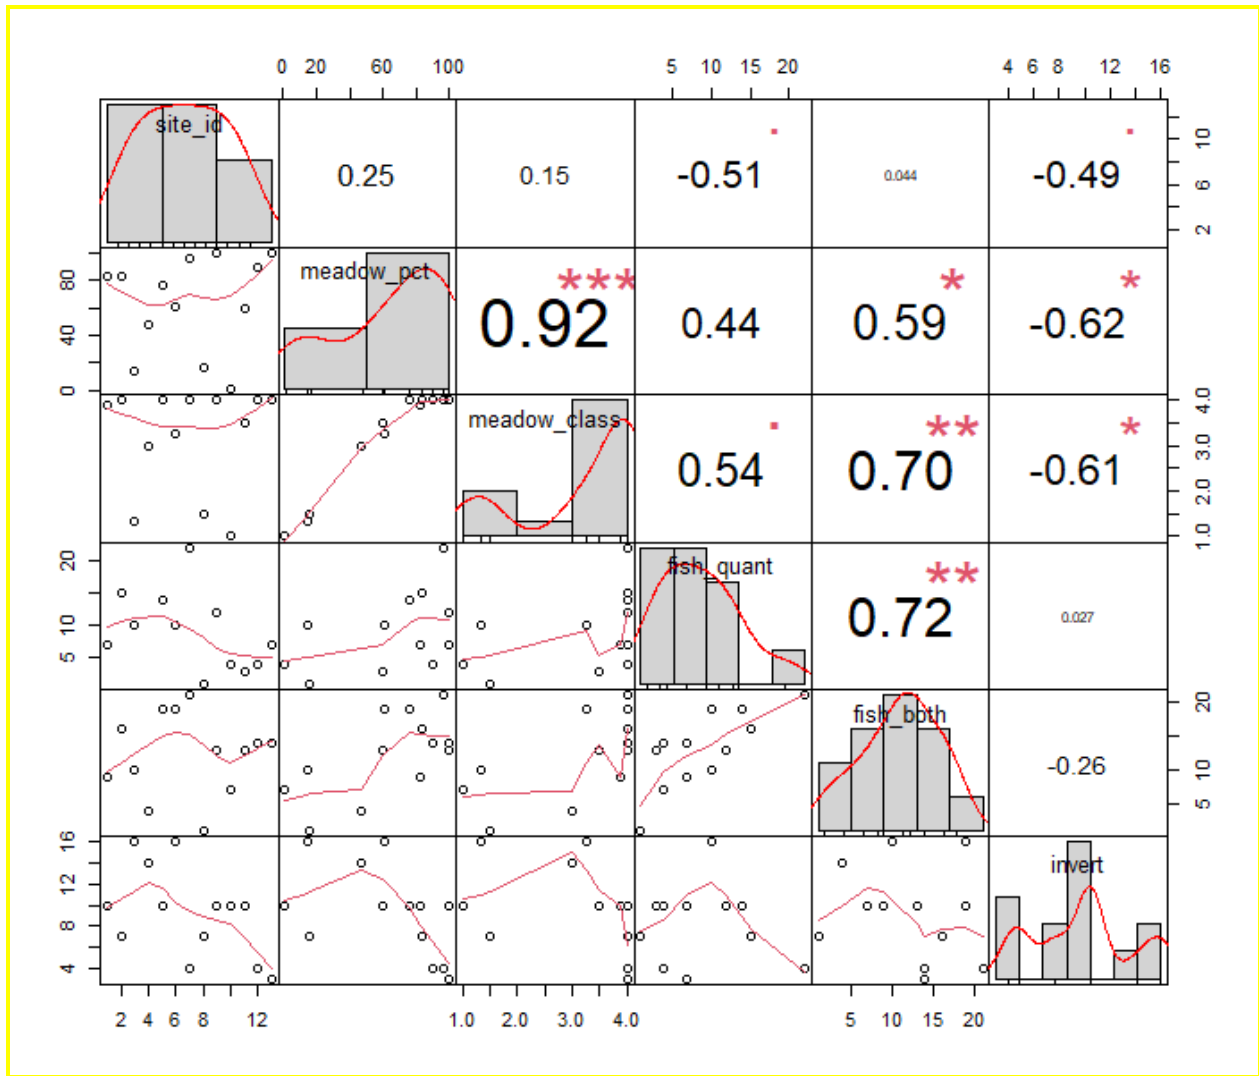 0 20 60 100 5 10 20 4 6 8 12 16
site_id 0.25 0.15 -0.51 . 0.044 -0.49 . 2 6 10
0 40 80 meadow_pct 0.92 *** 0.44 0.59 * -0.62 *
meadow_class 0.54 . 0.70 ** -0.61 * 1.0 2.0 3.0 4.0
5 10 20 fish_quant 0.72 ** 0.027
fish_both -0.26 5 10 20
4 8 12 16 invert
2 4 6 8 12 1.0 2.0 3.0 4.0 5 10 15 20